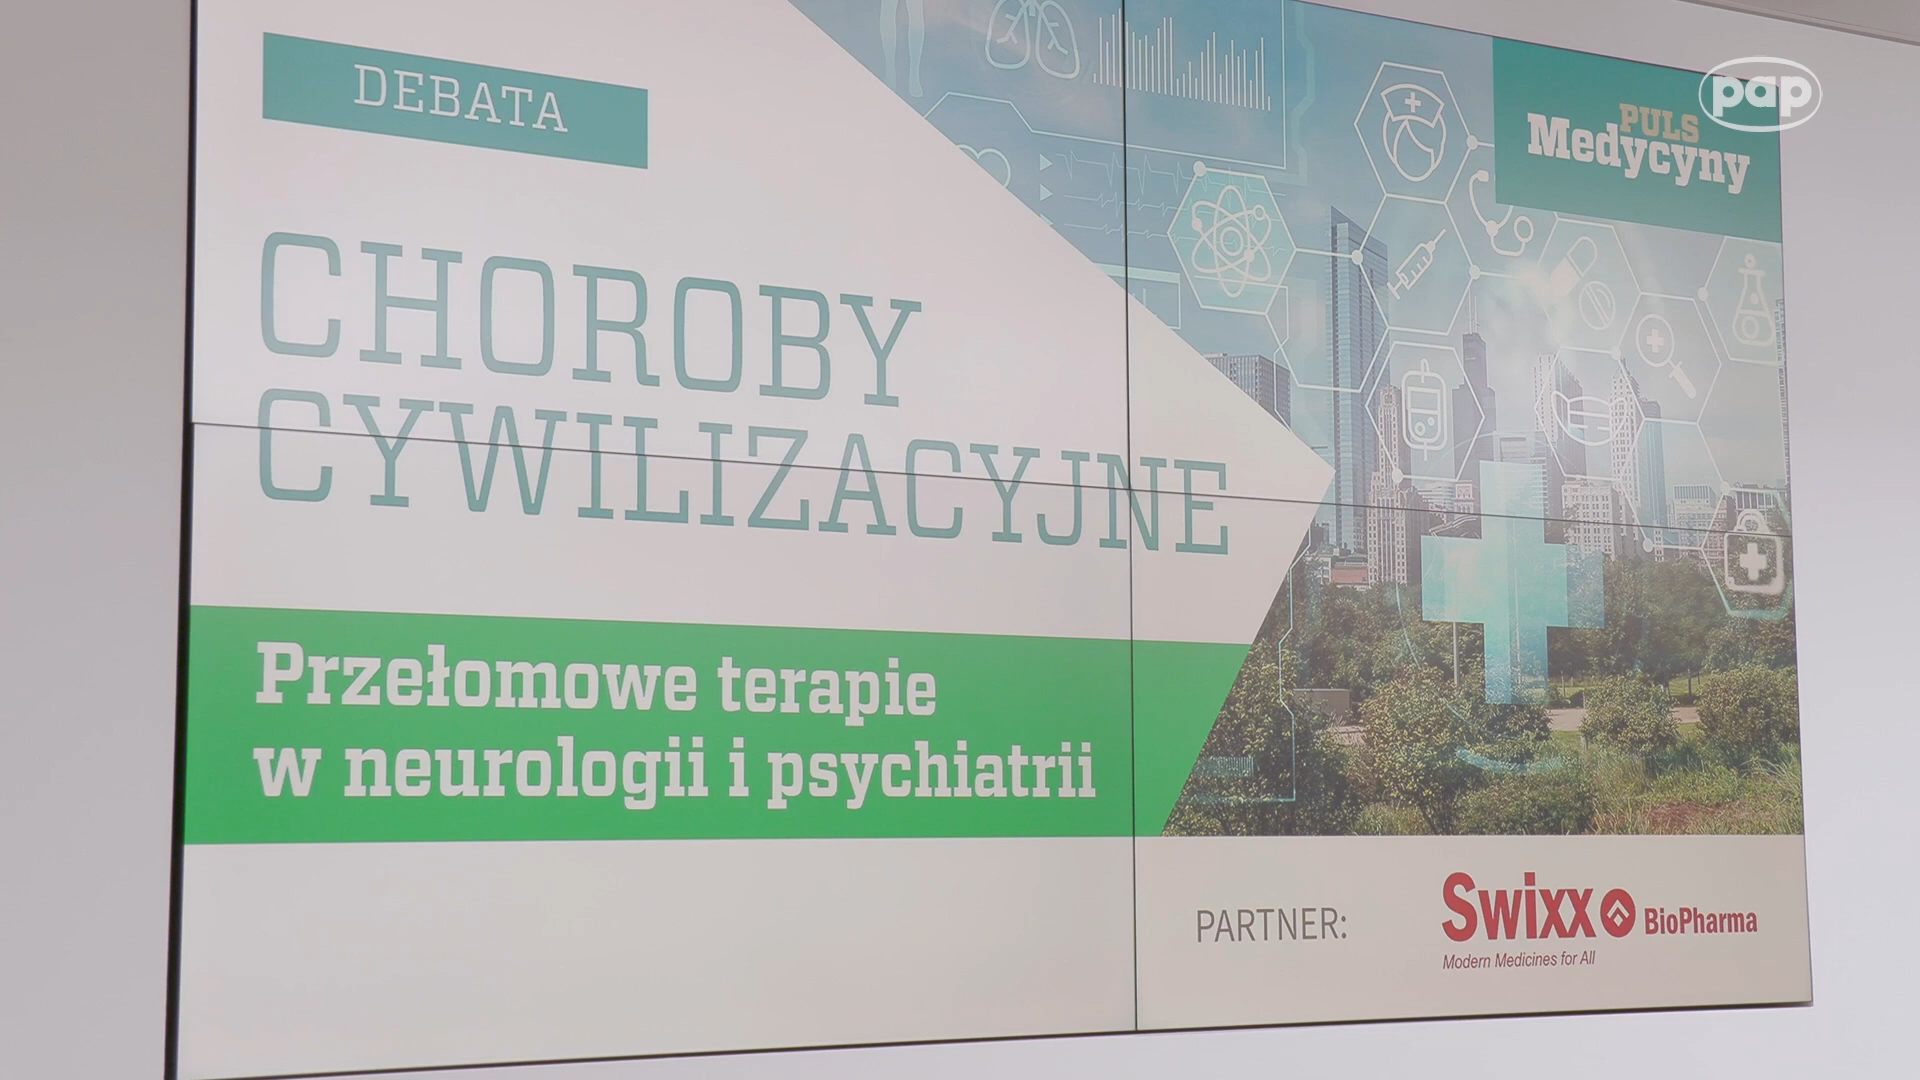 DEBATA
pap
PULS
Medycyny
CHOROBY
CYWILIZACYJNE
Przełomowe terapie
w neurologii i psychiatrii
PARTNER:
Swixx BioPharma
Modern Medicines for All